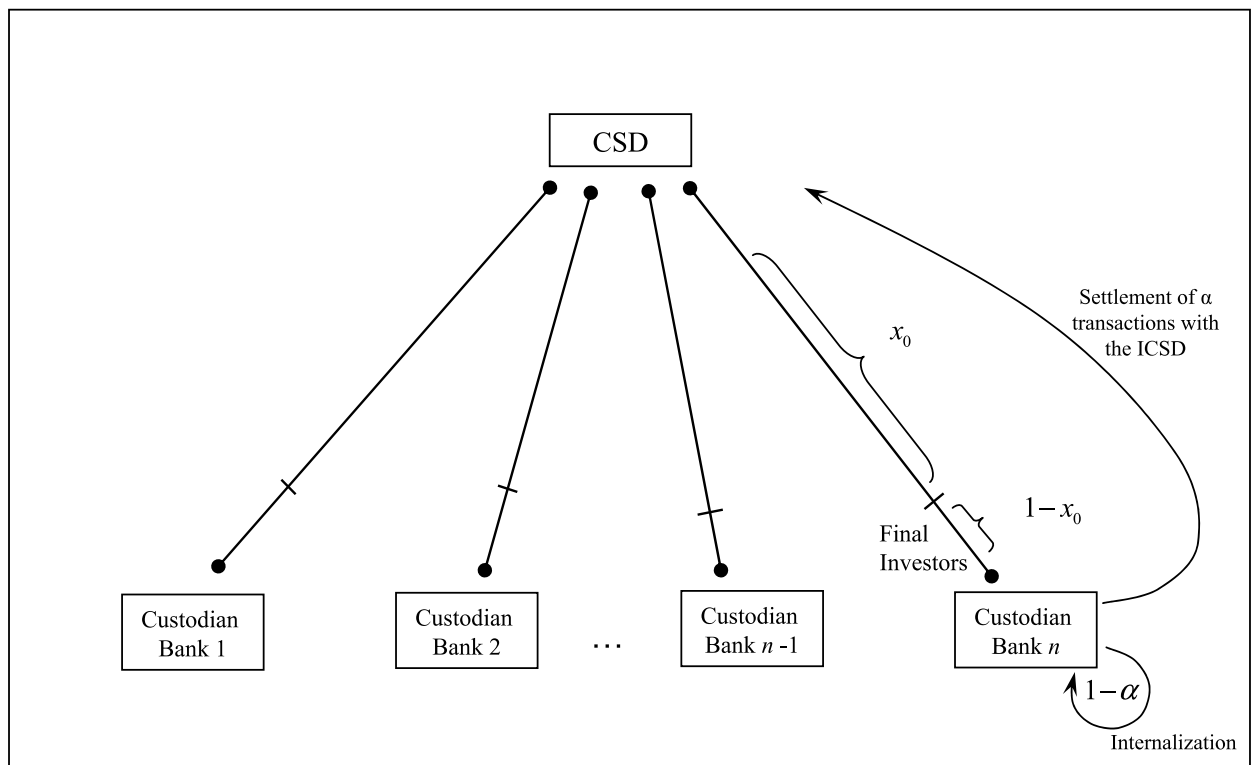 CSD
Settlement of α
transactions with
the ICSD
x₀
1−x₀
Final
Investors
Custodian
Bank 1
Custodian
Bank 2
...
Custodian
Bank n -1
Custodian
Bank n
1−α
Internalization